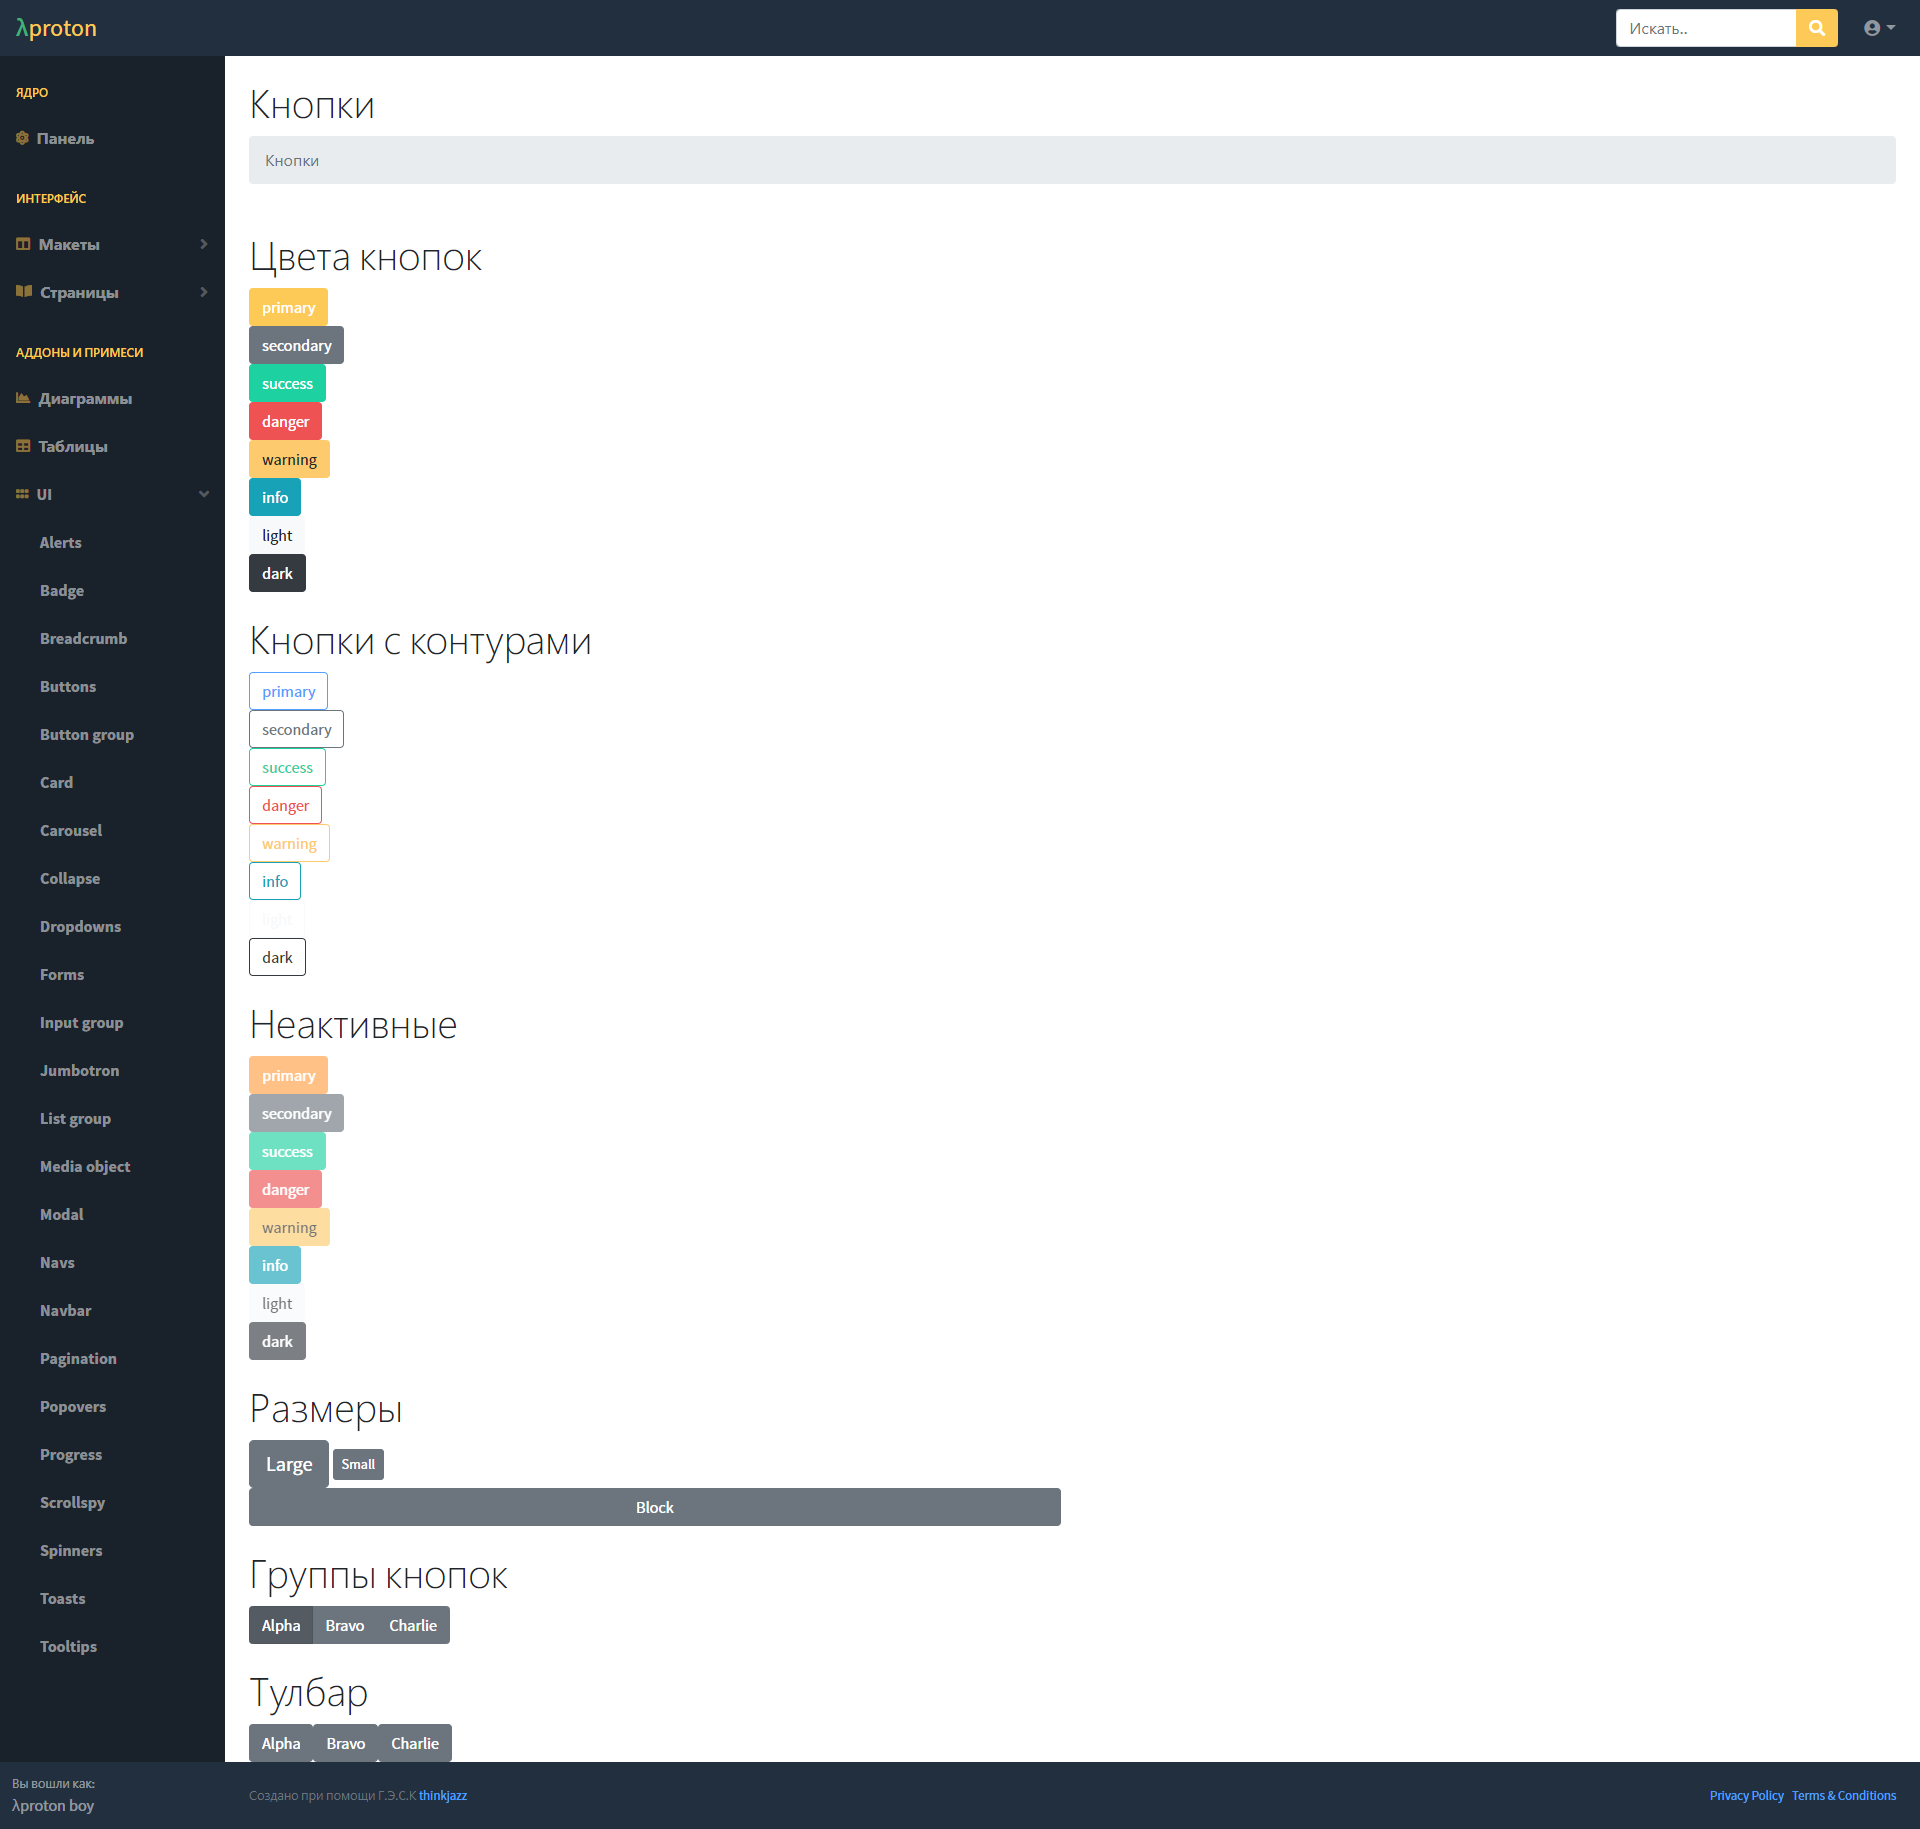 λproton
Искать..
ЯДРО
Панель
ИНТЕРФЕЙС
Макеты
Страницы
АДДОНЫ И ПРИМЕСИ
Диаграммы
Таблицы
UI
Alerts
Badge
Breadcrumb
Buttons
Button group
Card
Carousel
Collapse
Dropdowns
Forms
Input group
Jumbotron
List group
Media object
Modal
Navs
Navbar
Pagination
Popovers
Progress
Scrollspy
Spinners
Toasts
Tooltips
Вы вошли как:
λproton boy
Кнопки
Кнопки
Цвета кнопок
primary
secondary
success
danger
warning
info
light
dark
Кнопки с контурами
primary
secondary
success
danger
warning
info
light
dark
Неактивные
primary
secondary
success
danger
warning
info
light
dark
Размеры
Large Small
Block
Группы кнопок
Alpha Bravo Charlie
Тулбар
Alpha Bravo Charlie
Создано при помощи Г.Э.С.К thinkjazz
Privacy Policy Terms & Conditions